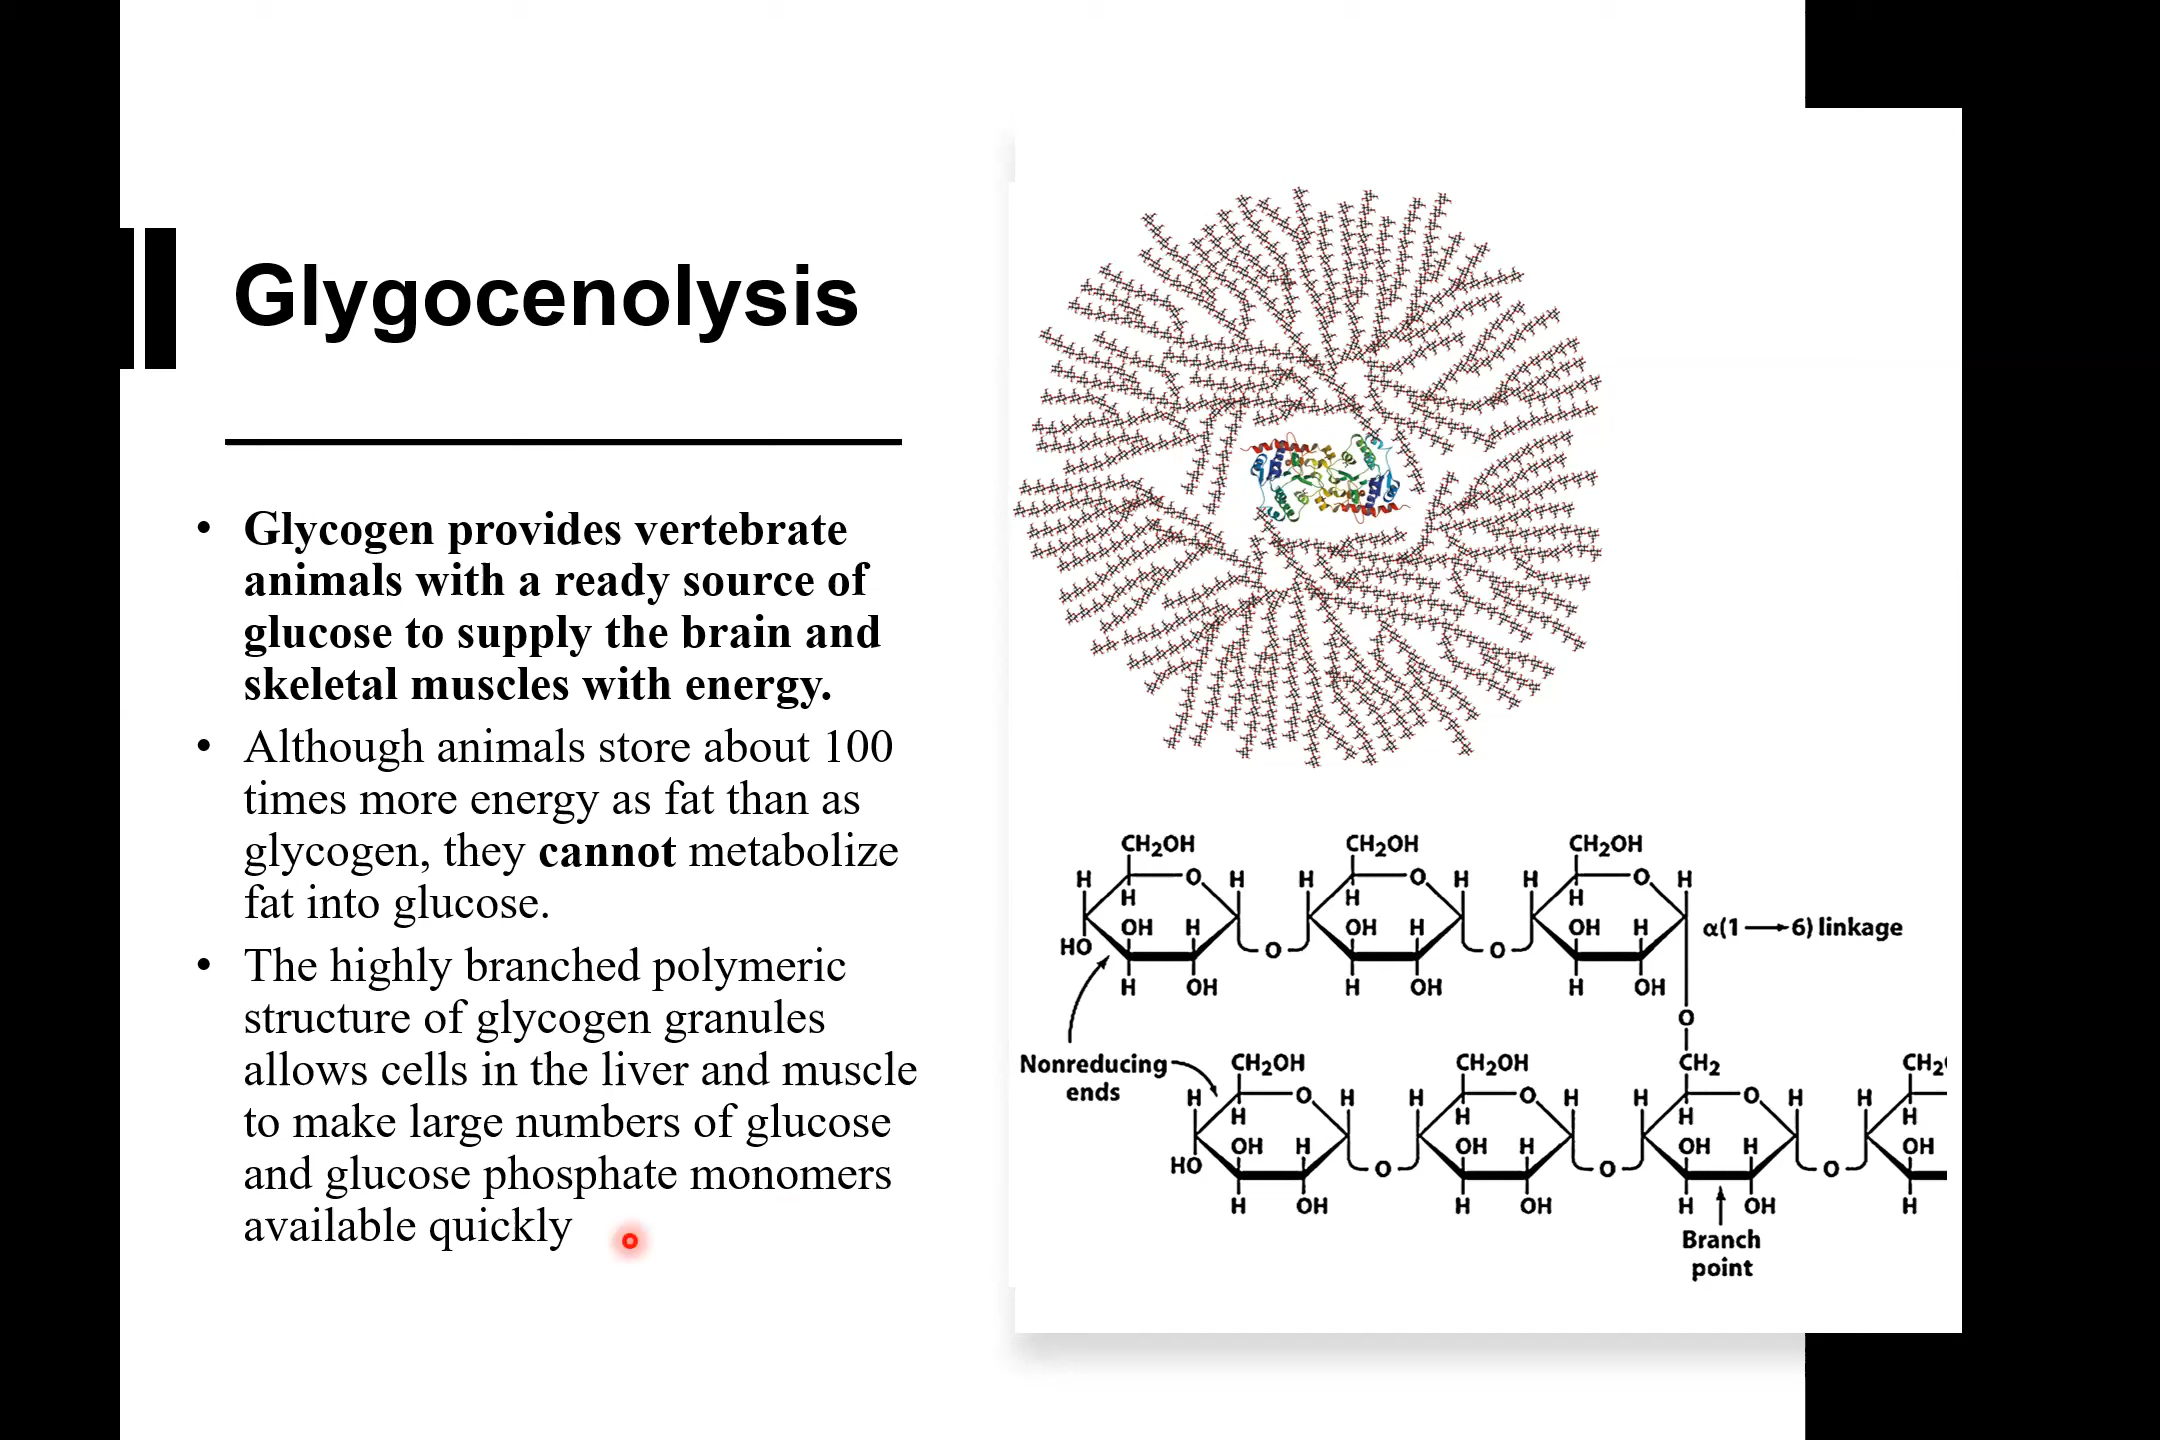 Glygocenolysis
• Glycogen provides vertebrate
animals with a ready source of
glucose to supply the brain and
skeletal muscles with energy.
• Although animals store about 100
times more energy as fat than as
glycogen, they cannot metabolize
fat into glucose.
• The highly branched polymeric
structure of glycogen granules
allows cells in the liver and muscle
to make large numbers of glucose
and glucose phosphate monomers
available quickly
CH₂OH CH₂OH CH₂OH
H O H H O H H O H
H H H
OH H OH H OH H α(1→6) linkage
HO O O
H OH H OH H OH
O
Nonreducing
ends
CH₂OH CH₂OH CH₂ CH₂
H O H H O H H O H H
H H H H
OH H OH H OH H OH
HO O O O
H OH H OH H OH H
Branch
point